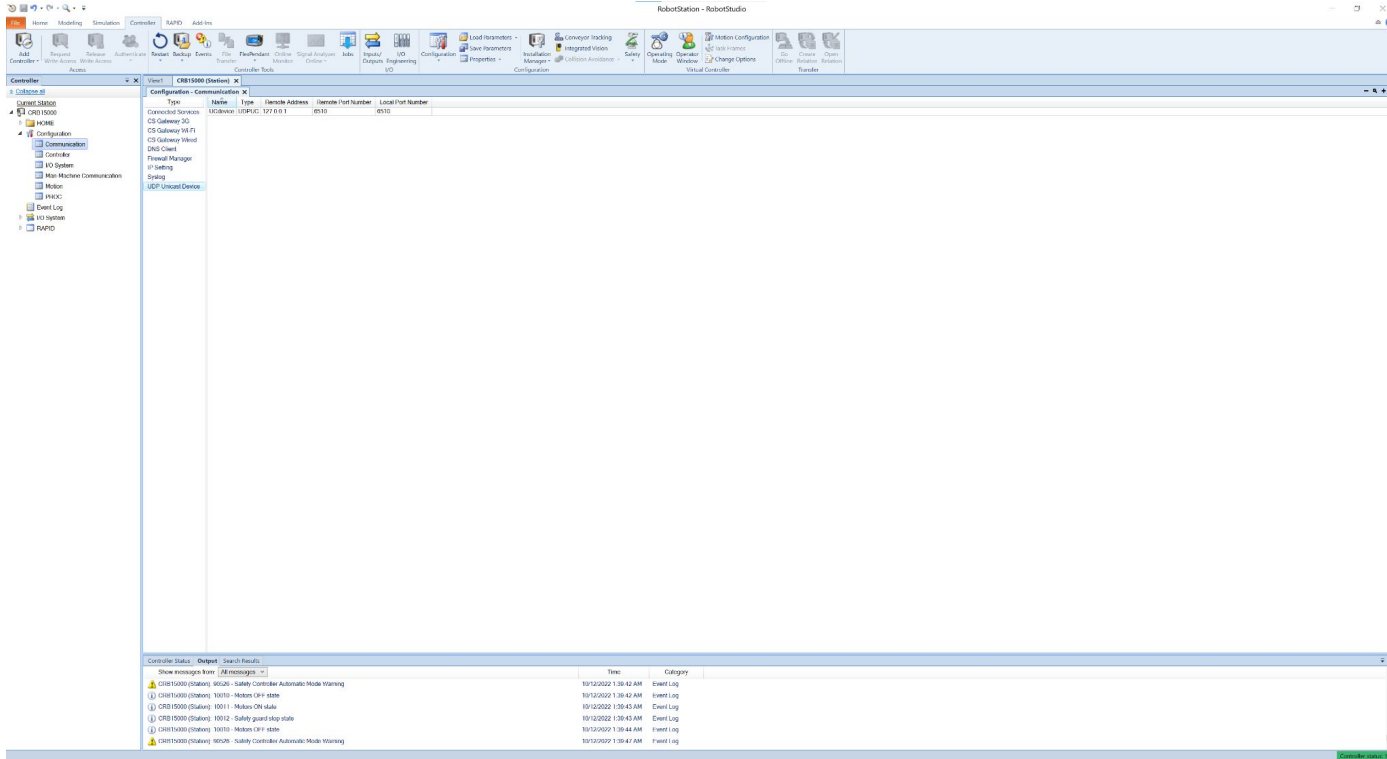 RobotStation - RobotStudio
File Home Modeling Simulation Controller RAPID Add-Ins
Add Controller Request Write Access Release Write Access Authenticate Restart Backup Events File Transfer FlexPendant Online Monitor Signal Analyzer Online Jobs Inputs/ Outputs I/O Engineering Configuration Load Parameters Save Parameters Properties Installation Manager Conveyor Tracking Integrated Vision Collision Avoidance Safety Operating Mode Operator Window Motion Configuration Task Frames Change Options Go Offline Create Relation Open Relation
Access Controller Tools I/O Configuration Virtual Controller Transfer
Controller
Collapse all
Current Station
CRB15000
HOME
Configuration
Communication
Controller
I/O System
Man-Machine Communication
Motion
PROC
Event Log
I/O System
RAPID
View1 CRB15000 (Station)
Configuration - Communication
Type
Connected Services
CS Gateway 3G
CS Gateway Wi-Fi
CS Gateway Wired
DNS Client
Firewall Manager
IP Setting
Syslog
UDP Unicast Device
Name Type Remote Address Remote Port Number Local Port Number
UCdevice UDPUC 127.0.0.1 6510 6510
Controller Status Output Search Results
Show messages from: All messages Time Category
CRB15000 (Station): 90526 - Safety Controller Automatic Mode Warning 10/12/2022 1:39:42 AM Event Log
CRB15000 (Station): 10010 - Motors OFF state 10/12/2022 1:39:42 AM Event Log
CRB15000 (Station): 10011 - Motors ON state 10/12/2022 1:39:43 AM Event Log
CRB15000 (Station): 10012 - Safety guard stop state 10/12/2022 1:39:43 AM Event Log
CRB15000 (Station): 10010 - Motors OFF state 10/12/2022 1:39:44 AM Event Log
CRB15000 (Station): 90526 - Safety Controller Automatic Mode Warning 10/12/2022 1:39:47 AM Event Log
Controller status